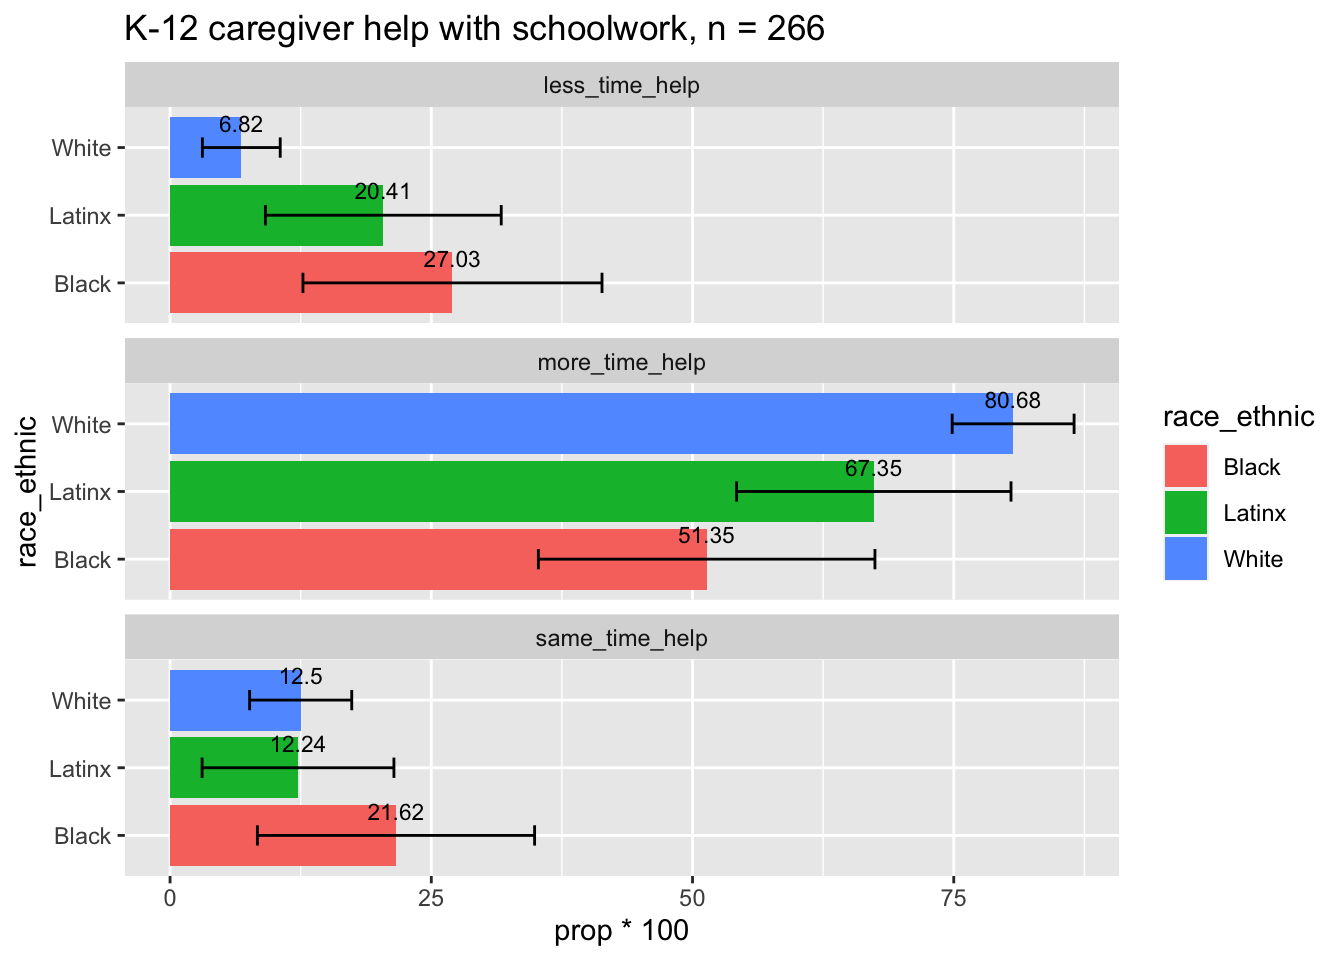 K-12 caregiver help with schoolwork, n = 266
less_time_help
White
6.82
Latinx
20.41
Black
27.03
more_time_help
White
80.68
Latinx
67.35
Black
51.35
same_time_help
White
12.5
Latinx
12.24
Black
21.62
0
25
50
75
prop * 100
race_ethnic
race_ethnic
Black
Latinx
White